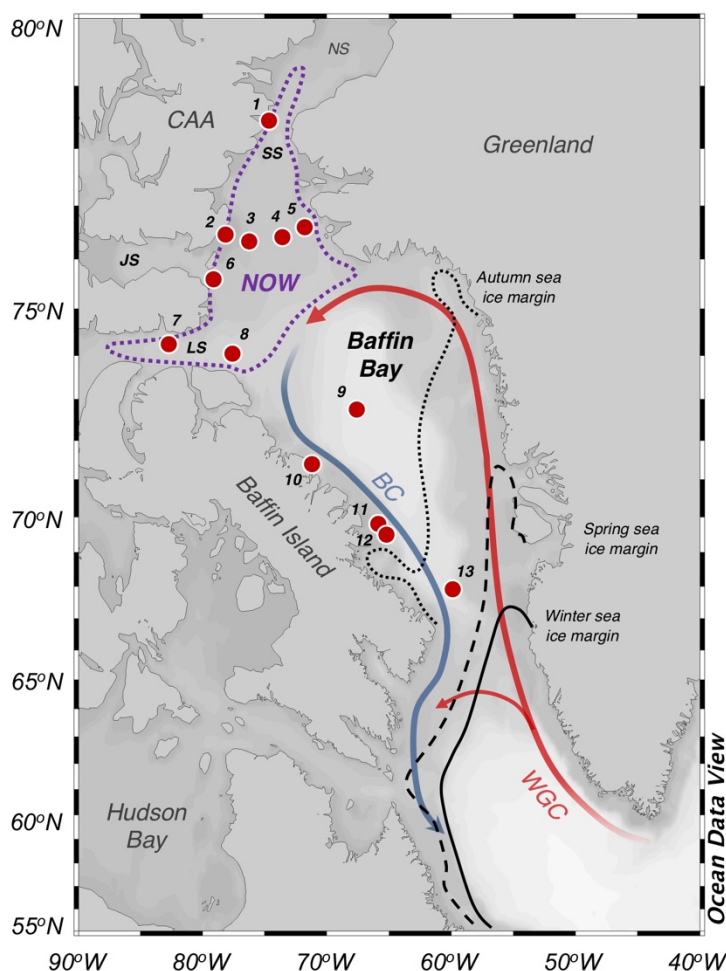 80°N
75°N
70°N
65°N
60°N
55°N
90°W
80°W
70°W
60°W
50°W
40°W
NS
CAA
1
SS
Greenland
2
3
4
5
JS
6
NOW
Autumn sea
ice margin
7
LS
8
Baffin
Bay
9
BC
10
Baffin Island
11
12
13
Spring sea
ice margin
Winter sea
ice margin
WGC
Hudson
Bay
Ocean Data View